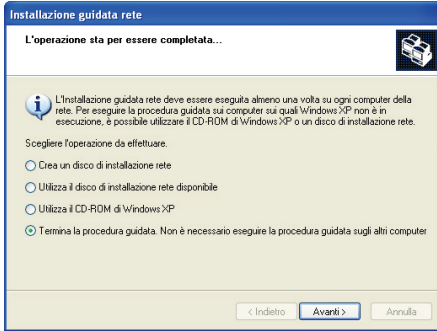 Installazione guidata rete
L'operazione sta per essere completata...
L'Installazione guidata rete deve essere eseguita almeno una volta su ogni computer della
rete. Per eseguire la procedura guidata sui computer sui quali Windows XP non è in
esecuzione, è possibile utilizzare il CD-ROM di Windows XP o un disco di installazione rete.
Scegliere l'operazione da effettuare.
Crea un disco di installazione rete
Utilizza il disco di installazione rete disponibile
Utilizza il CD-ROM di Windows XP
Termina la procedura guidata. Non è necessario eseguire la procedura guidata sugli altri computer
< Indietro Avanti > Annulla